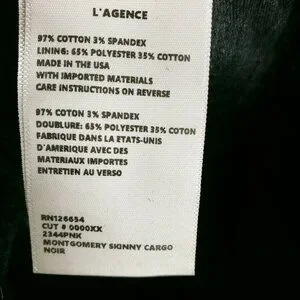 L'AGENCE
97% COTTON 3% SPANDEX
LINING: 65% POLYESTER 35% COTTON
MADE IN THE USA
WITH IMPORTED MATERIALS
CARE INSTRUCTIONS ON REVERSE
97% COTON 3% SPANDEX
DOUBLURE: 65% POLYESTER 35% COTON
FABRIQUE DANS LA ETATS-UNIS
D'AMERIQUE AVEC DES
MATERIAUX IMPORTES
ENTRETIEN AU VERSO
RN126654
CUT # 0000XX
2344PNK
MONTGOMERY SKINNY CARGO
NOIR